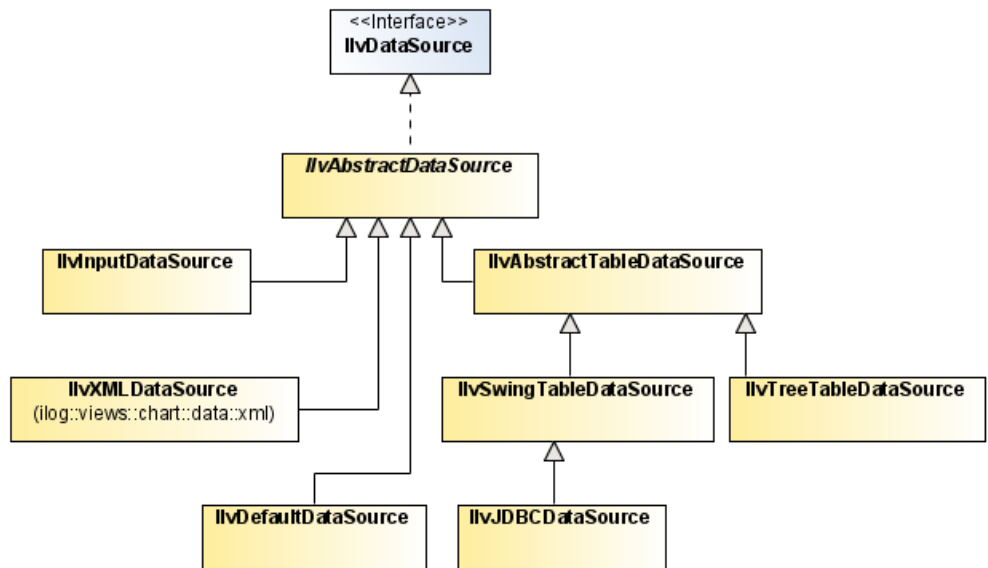 <<Interface>>
IlvDataSource
IlvAbstractDataSource
IlvInputDataSource
IlvAbstractTableDataSource
IlvXMLDataSource
(ilog::views::chart::data::xml)
IlvSwingTableDataSource
IlvTreeTableDataSource
IlvDefaultDataSource
IlvJDBCDataSource